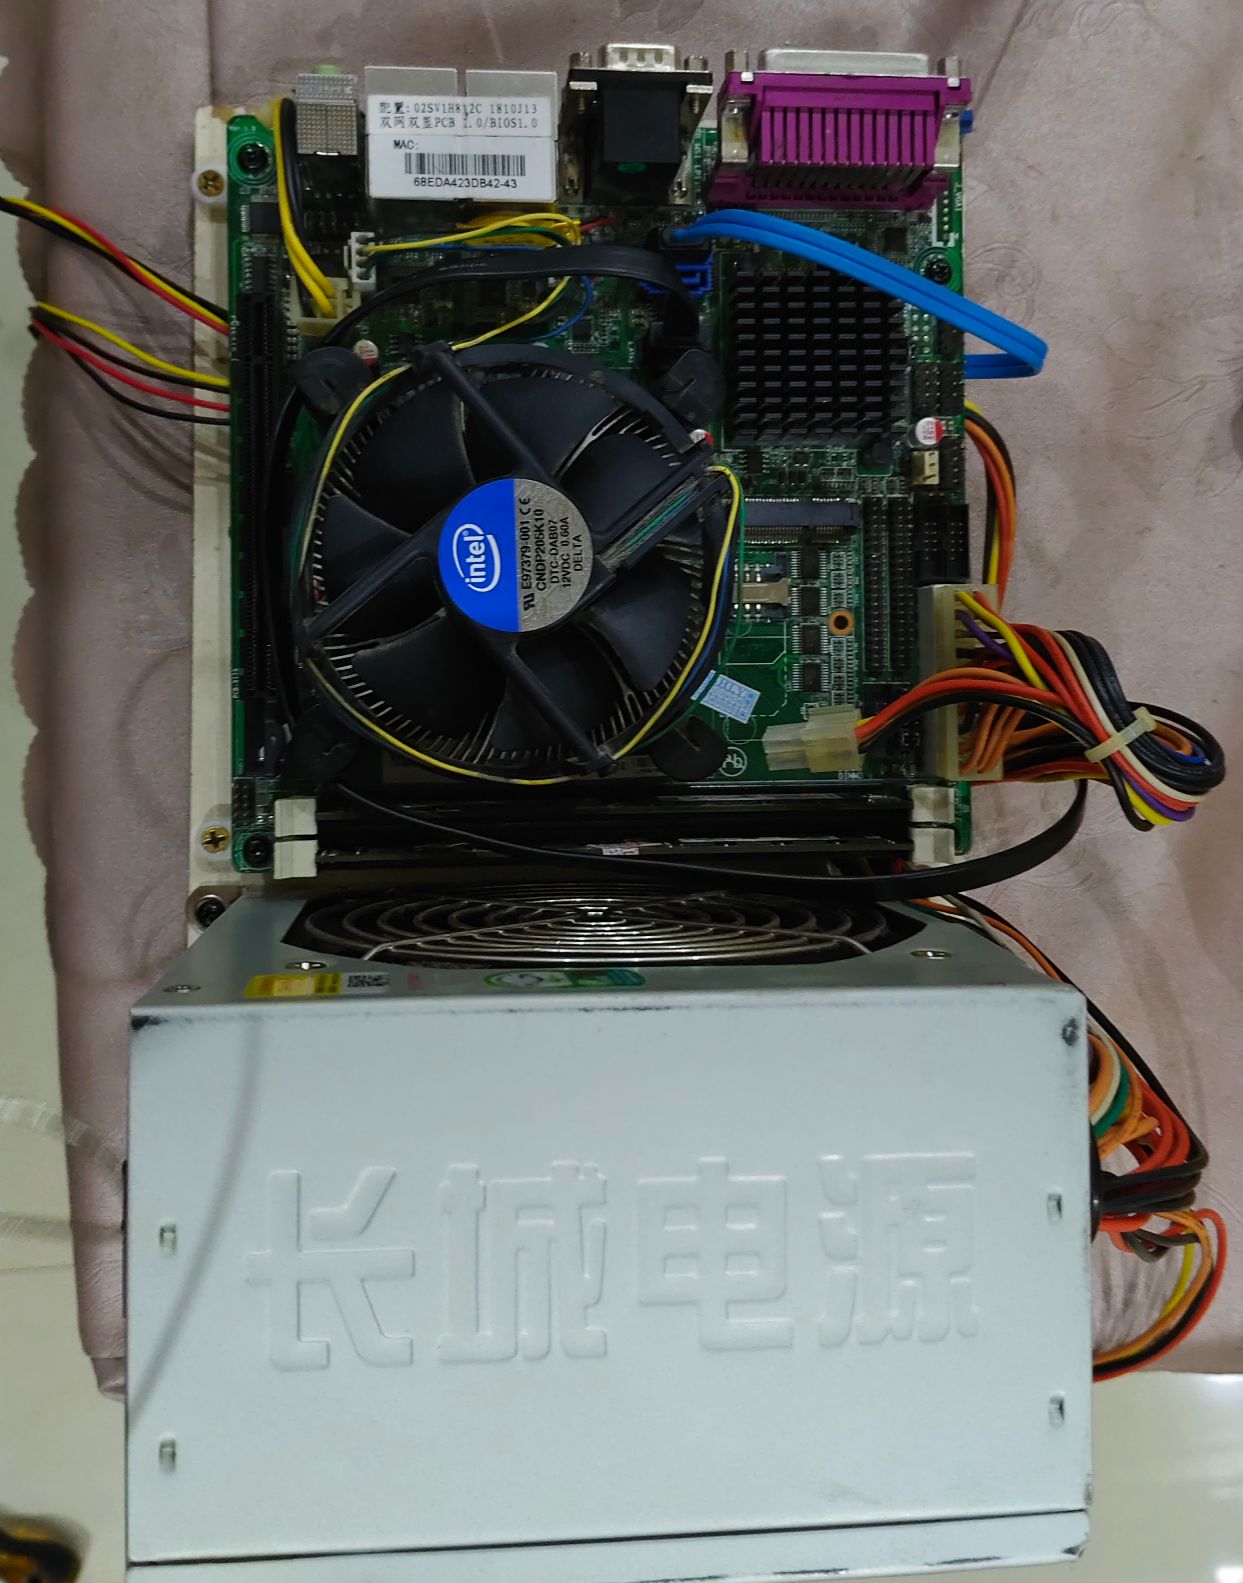 配置:02SV1H812C 1810J13
双网双显PCB 1.0/BIOS1.0
MAC:
68EDA423DB42-43
intel
E97379-001
CNDP205K10
DTC-DAB07
12VDC 0.60A
DELTA
长城电源